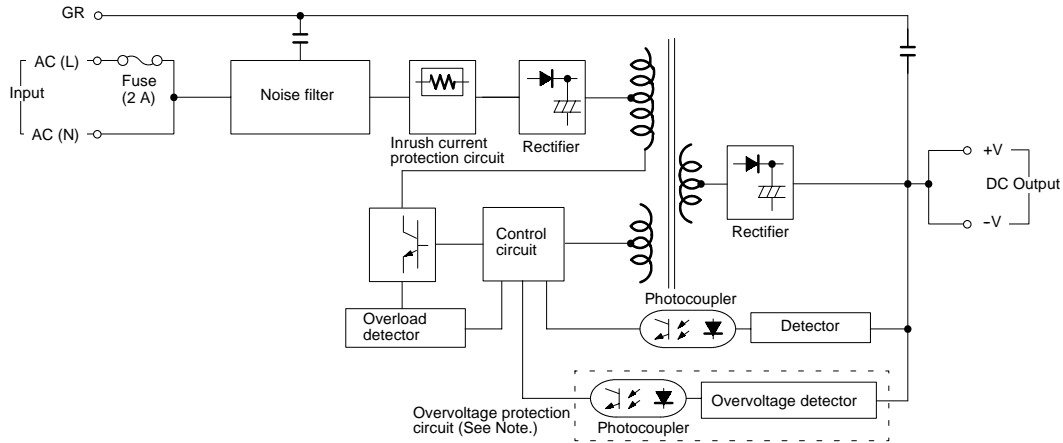 GR
AC (L)
Fuse
(2 A)
Input
AC (N)
Noise filter
Inrush current
protection circuit
Rectifier
Rectifier
+V
DC Output
–V
Control
circuit
Overload
detector
Photocoupler
Detector
Overvoltage protection
circuit (See Note.)
Photocoupler
Overvoltage detector